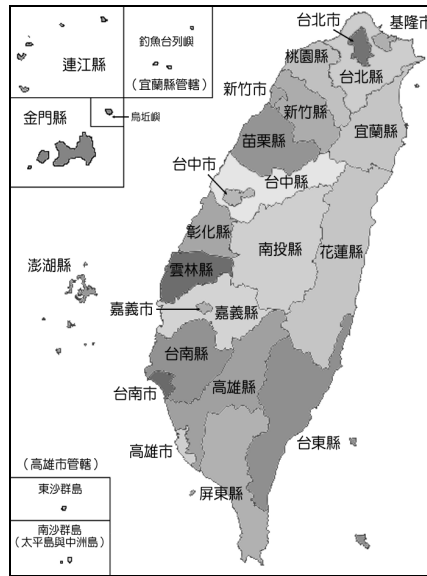 連江縣
釣魚台列嶼
（宜蘭縣管轄）
金門縣
烏坵嶼
台北市
基隆市
桃園縣
台北縣
新竹市
新竹縣
宜蘭縣
苗栗縣
台中市
台中縣
彰化縣
南投縣
花蓮縣
澎湖縣
雲林縣
嘉義市
嘉義縣
台南縣
台南市
高雄縣
高雄市
台東縣
屏東縣
（高雄市管轄）
東沙群島
南沙群島
（太平島與中洲島）